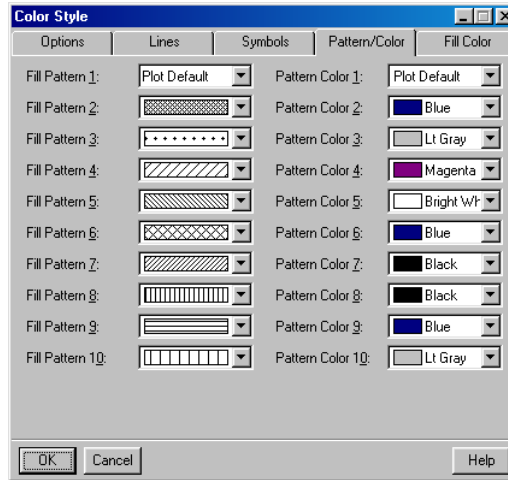 Color Style
Options Lines Symbols Pattern/Color Fill Color
Fill Pattern 1: Plot Default Pattern Color 1: Plot Default
Fill Pattern 2: Pattern Color 2: Blue
Fill Pattern 3: Pattern Color 3: Lt Gray
Fill Pattern 4: Pattern Color 4: Magenta
Fill Pattern 5: Pattern Color 5: Bright Wh
Fill Pattern 6: Pattern Color 6: Blue
Fill Pattern 7: Pattern Color 7: Black
Fill Pattern 8: Pattern Color 8: Black
Fill Pattern 9: Pattern Color 9: Blue
Fill Pattern 10: Pattern Color 10: Lt Gray
OK Cancel Help